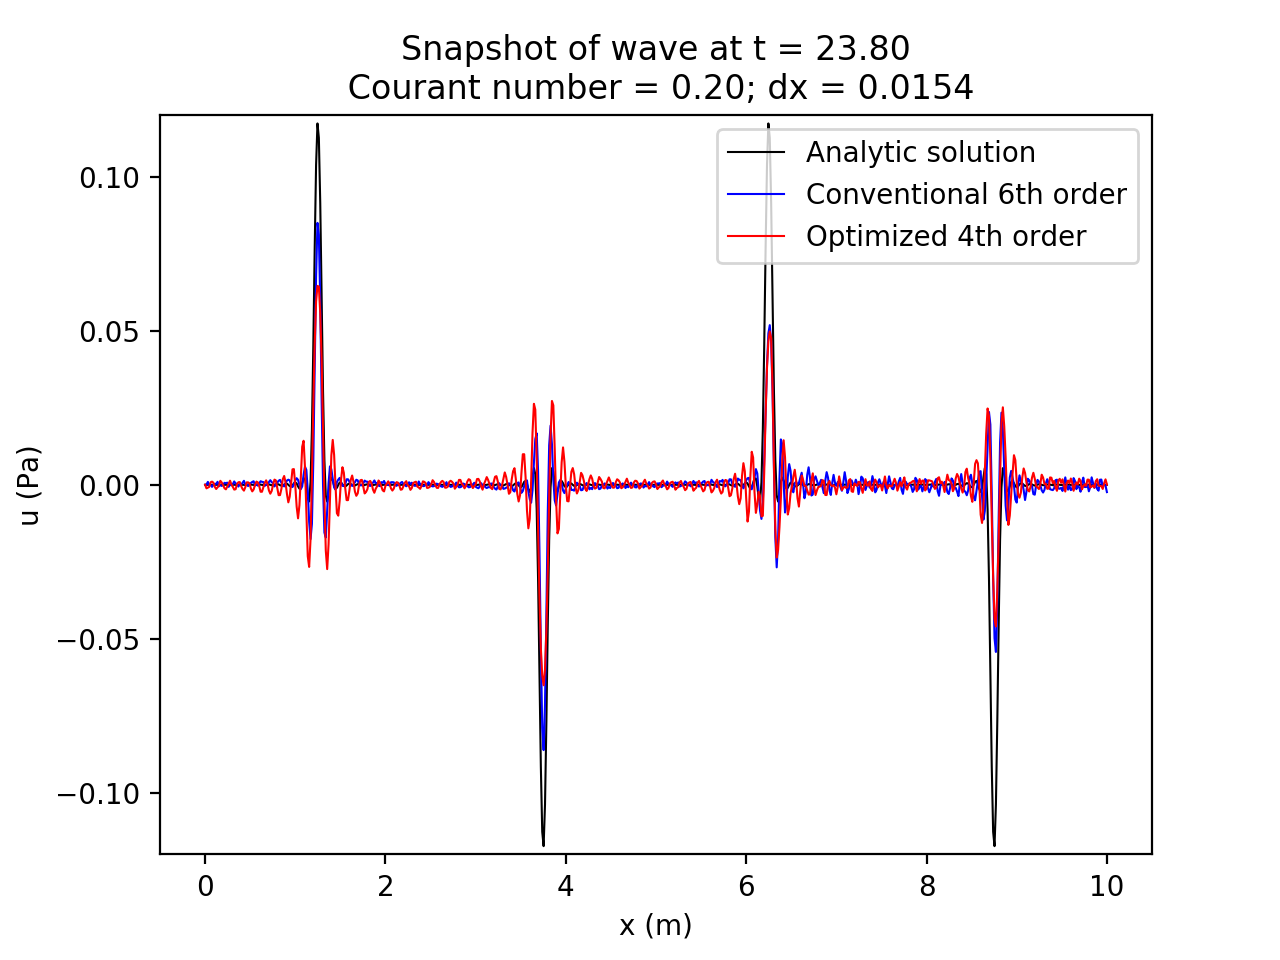 Snapshot of wave at t = 23.80
Courant number = 0.20; dx = 0.0154
Analytic solution
Conventional 6th order
Optimized 4th order
0.10
0.05
0.00
−0.05
−0.10
u (Pa)
0 2 4 6 8 10
x (m)